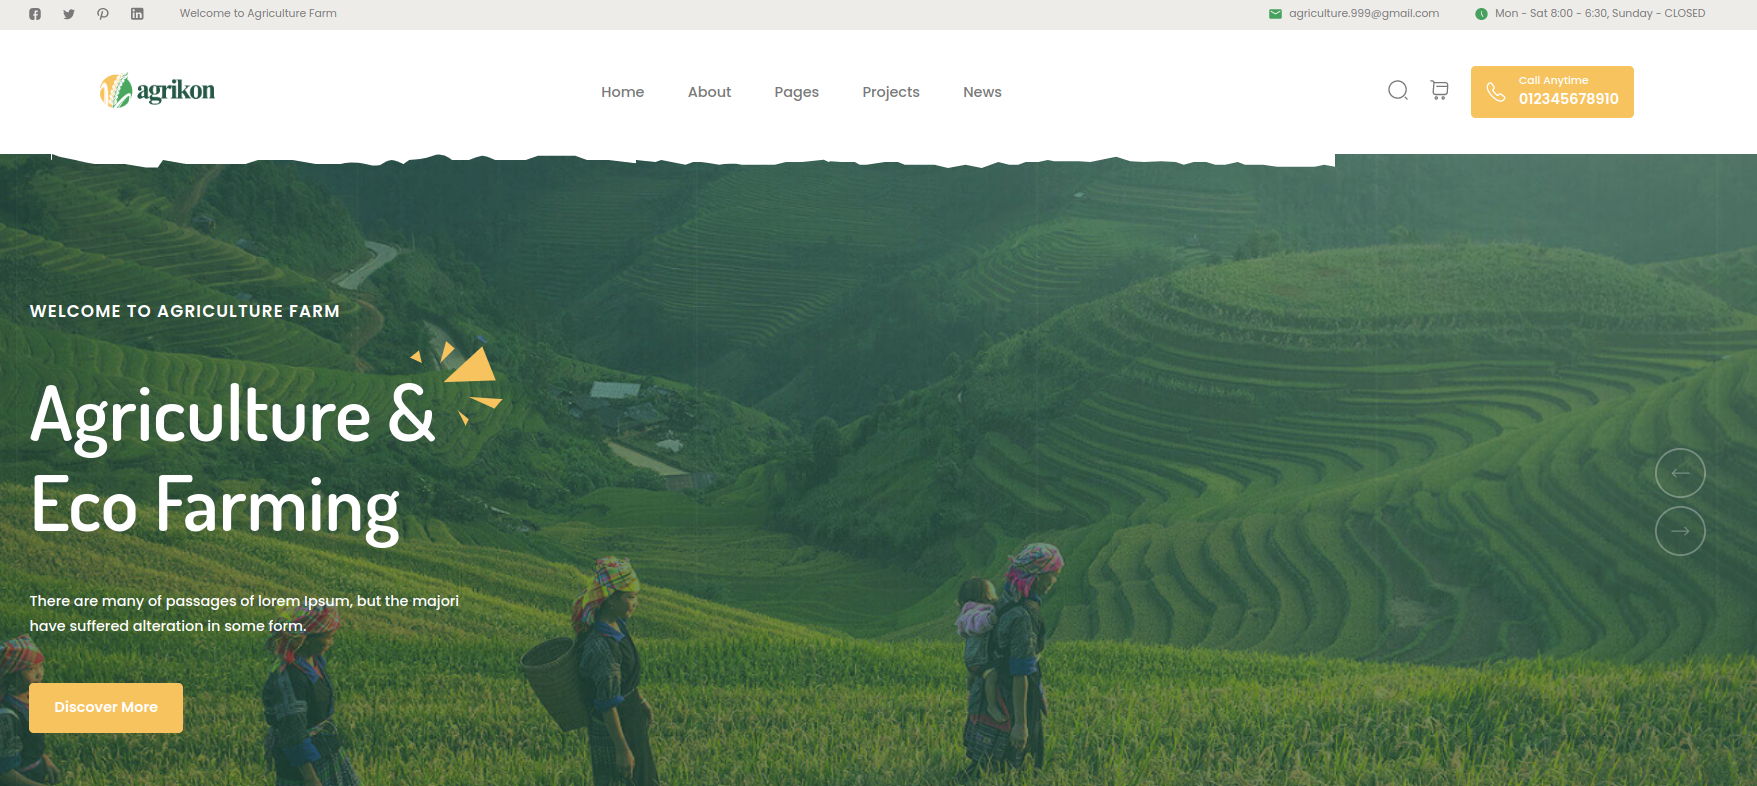 Welcome to Agriculture Farm
agriculture.999@gmail.com
Mon - Sat 8:00 - 6:30, Sunday - CLOSED
agrikon
Home
About
Pages
Projects
News
Call Anytime
012345678910
WELCOME TO AGRICULTURE FARM
Agriculture &
Eco Farming
There are many of passages of lorem Ipsum, but the majori
have suffered alteration in some form.
Discover More